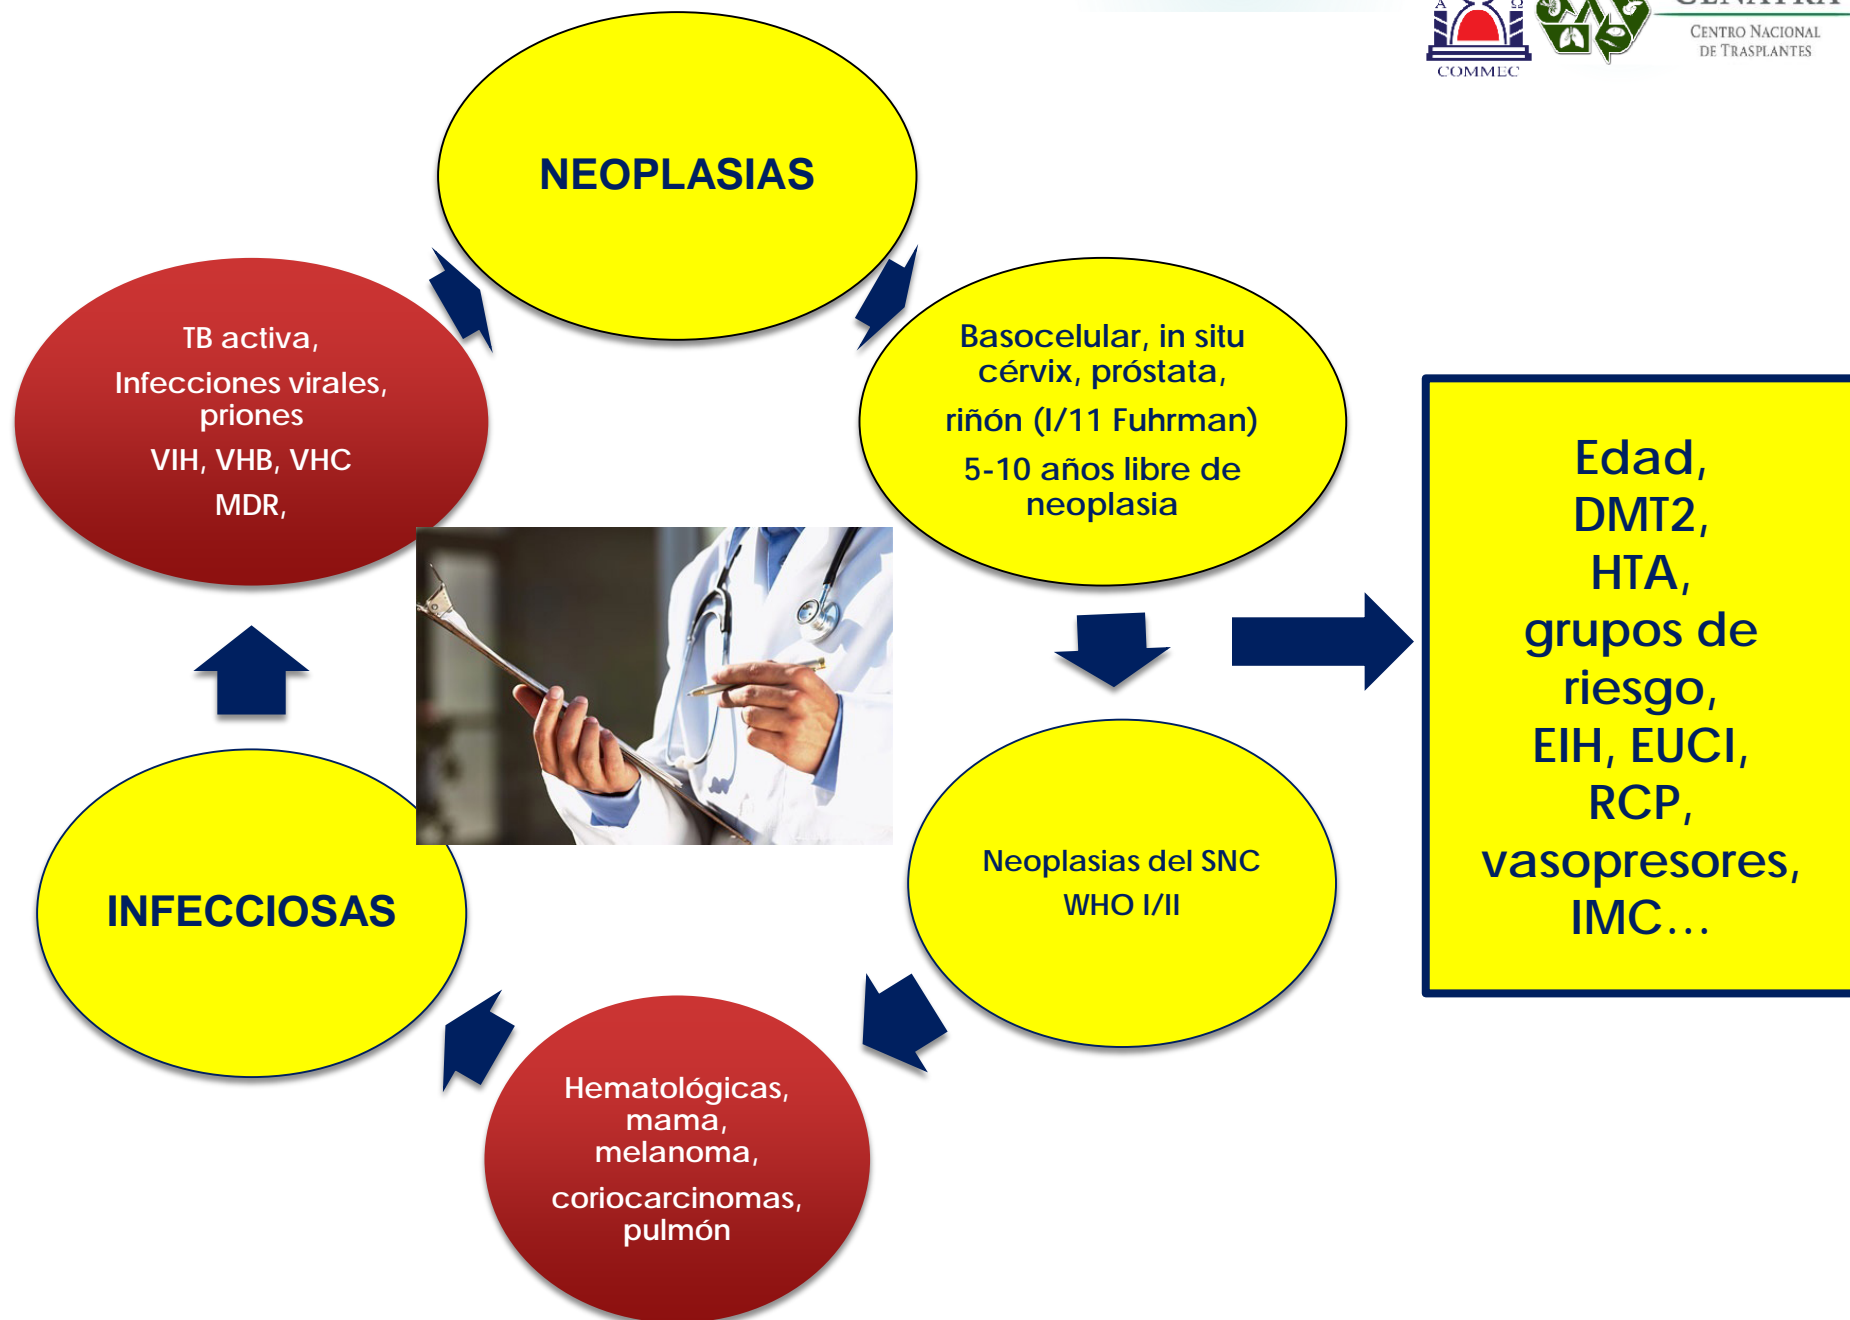 Α Ω
COMMEC
CENATRA
CENTRO NACIONAL
DE TRASPLANTES
NEOPLASIAS
Basocelular, in situ
cérvix, próstata,
riñón (I/11 Fuhrman)
5-10 años libre de
neoplasia
Neoplasias del SNC
WHO I/II
Hematológicas,
mama,
melanoma,
coriocarcinomas,
pulmón
INFECCIOSAS
TB activa,
Infecciones virales,
priones
VIH, VHB, VHC
MDR,
Edad,
DMT2,
HTA,
grupos de
riesgo,
EIH, EUCI,
RCP,
vasopresores,
IMC...